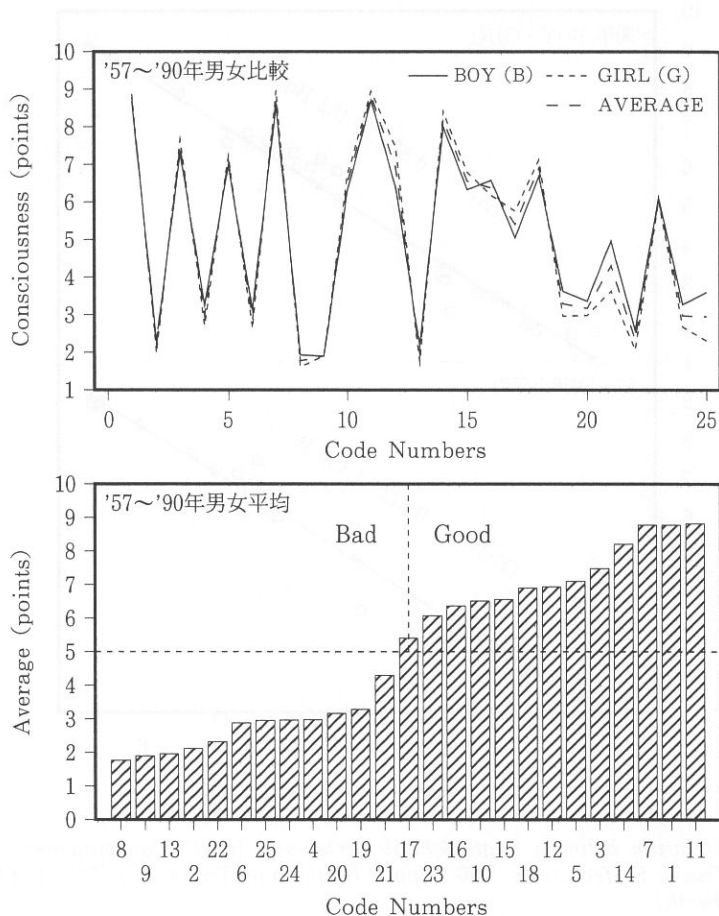 '57～'90年男女比較
BOY (B)
GIRL (G)
AVERAGE
Consciousness (points)
10
9
8
7
6
5
4
3
2
1
0 5 10 15 20 25
Code Numbers
'57～'90年男女平均
Bad
Good
Average (points)
10
9
8
7
6
5
4
3
2
1
0
8 13 22 25 4 19 17 16 15 12 3 7 11
9 2 6 24 20 21 23 10 18 5 14 1
Code Numbers